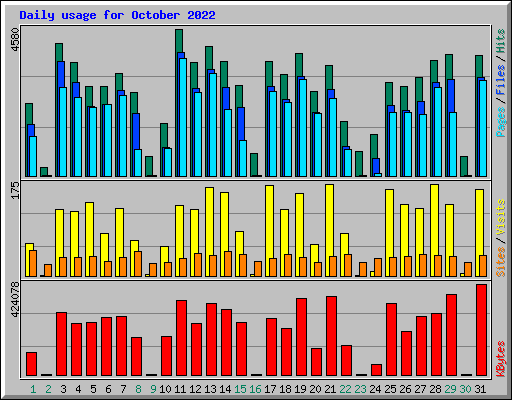 Daily usage for October 2022
4580
Pages / Files / Hits
175
Sites / Visits
424078
KBytes
1 2 3 4 5 6 7 8 9 10 11 12 13 14 15 16 17 18 19 20 21 22 23 24 25 26 27 28 29 30 31